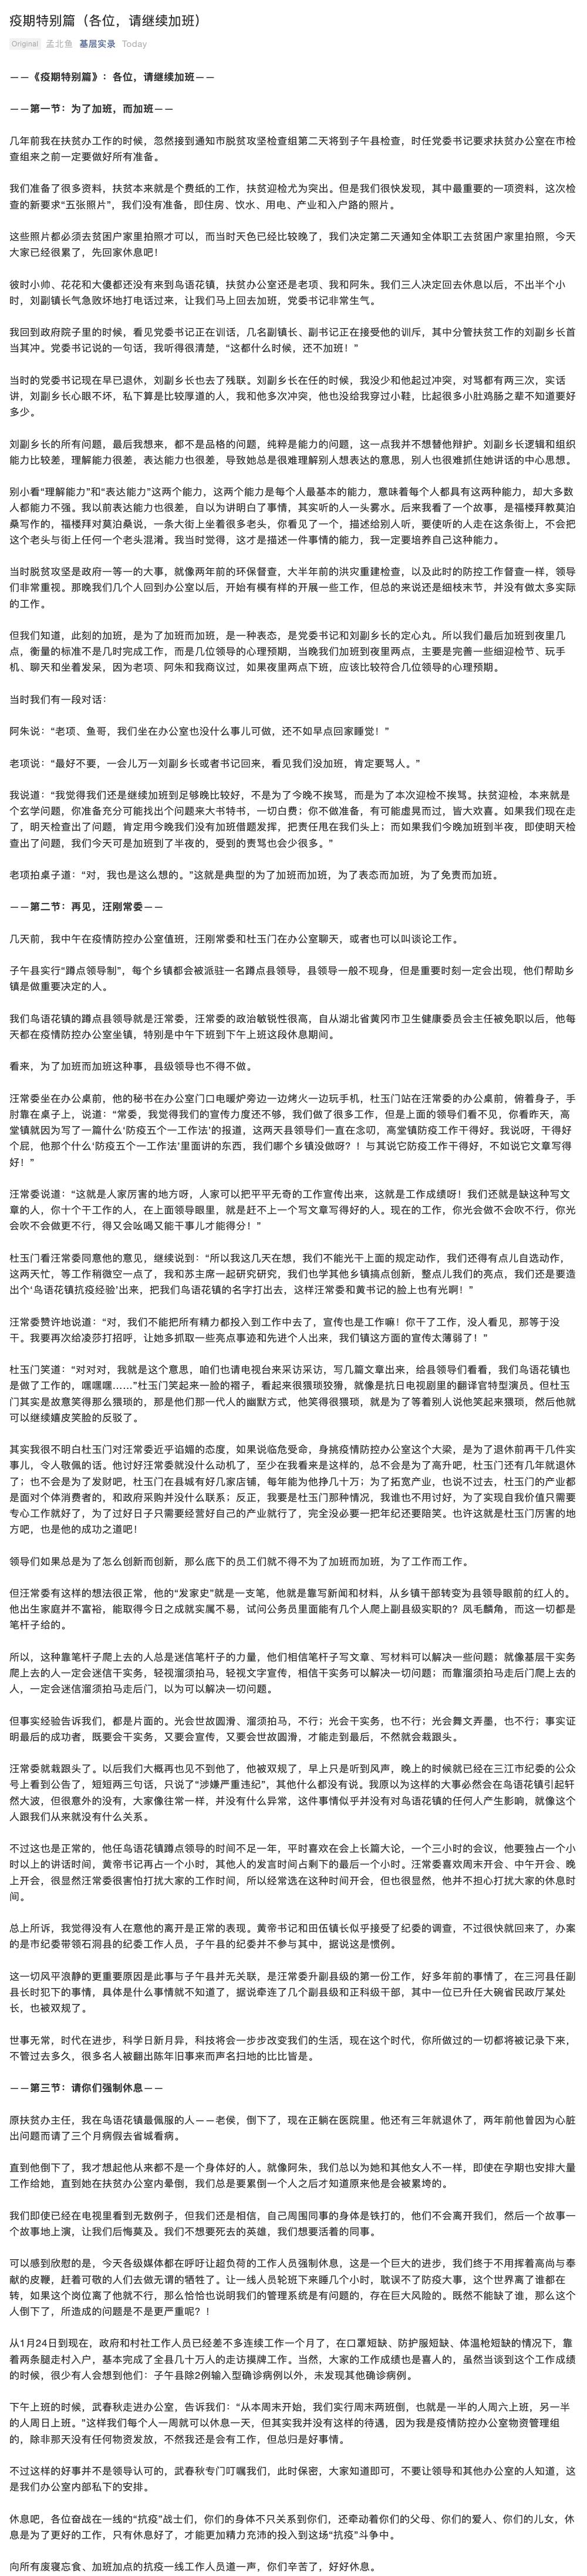 疫期特别篇（各位，请继续加班）
Original 孟北鱼 基层实录 Today
——《疫期特别篇》：各位，请继续加班——
——第一节：为了加班，而加班——
几年前我在扶贫办工作的时候，忽然接到通知市脱贫攻坚检查组第二天将到子午县检查，时任党委书记要求扶贫办公室在市检
查组来之前一定要做好所有准备。
我们准备了很多资料，扶贫本来就是个费纸的工作，扶贫迎检尤为突出。但是我们很快发现，其中最重要的一项资料，这次检
查的新要求“五张照片”，我们没有准备，即住房、饮水、用电、产业和入户路的照片。
这些照片都必须去贫困户家里拍照才可以，而当时天色已经比较晚了，我们决定第二天通知全体职工去贫困户家里拍照，今天
大家已经很累了，先回家休息吧！
彼时小帅、花花和大傻都还没有来到鸟语花镇，扶贫办公室还是老项、我和阿朱。我们三人决定回去休息以后，不出半个小
时，刘副镇长气急败坏地打电话过来，让我们马上回去加班，党委书记非常生气。
我回到政府院子里的时候，看见党委书记正在训话，几名副镇长、副书记正在接受他的训斥，其中分管扶贫工作的刘副乡长首
当其冲。党委书记说的一句话，我听得很清楚，“这都什么时候，还不加班！”
当时的党委书记现在早已退休，刘副乡长也去了残联。刘副乡长在任的时候，我没少和他起过冲突，对骂都有两三次，实话
讲，刘副乡长心眼不坏，私下算是比较厚道的人，我和他多次冲突，他也没给我穿过小鞋，比起很多小肚鸡肠之辈不知道要好
多少。
刘副乡长的所有问题，最后我想来，都不是品格的问题，纯粹是能力的问题，这一点我并不想替他辩护。刘副乡长逻辑和组织
能力比较差，理解能力很差，表达能力也很差，导致她总是很难理解别人想表达的意思，别人也很难抓住她讲话的中心思想。
别小看“理解能力”和“表达能力”这两个能力，这两个能力是每个人最基本的能力，意味着每个人都具有这两种能力，却大多数
人都能力不强。我以前表达能力也很差，自以为讲明白了事情，其实听的人一头雾水。后来我看了一个故事，是福楼拜教莫泊
桑写作的，福楼拜对莫泊桑说，一条大街上坐着很多老头，你看见了一个，描述给别人听，要使听的人走在这条街上，不会把
这个老头与街上任何一个老头混淆。我当时觉得，这才是描述一件事情的能力，我一定要培养自己这种能力。
当时脱贫攻坚是政府一等一的大事，就像两年前的环保督查，大半年前的洪灾重建检查，以及此时的防控工作督查一样，领导
们非常重视。那晚我们几个人回到办公室以后，开始有模有样的开展一些工作，但总的来说还是细枝末节，并没有做太多实际
的工作。
但我们知道，此刻的加班，是为了加班而加班，是一种表态，是党委书记和刘副乡长的定心丸。所以我们最后加班到夜里几
点，衡量的标准不是几时完成工作，而是几位领导的心理预期，当晚我们加班到夜里两点，主要是完善一些细迎检节、玩手
机、聊天和坐着发呆，因为老项、阿朱和我商议过，如果夜里两点下班，应该比较符合几位领导的心理预期。
当时我们有一段对话：
阿朱说：“老项、鱼哥，我们坐在办公室也没什么事儿可做，还不如早点回家睡觉！”
老项说：“最好不要，一会儿万一刘副乡长或者书记回来，看见我们没加班，肯定要骂人。”
我说道：“我觉得我们还是继续加班到足够晚比较好，不是为了今晚不挨骂，而是为了本次迎检不挨骂。扶贫迎检，本来就是
个玄学问题，你准备充分可能找出个问题来大书特书，一切白费；你不做准备，有可能虚晃而过，皆大欢喜。如果我们现在走
了，明天检查出了问题，肯定用今晚我们没有加班借题发挥，把责任甩在我们头上；而如果我们今晚加班到半夜，即使明天检
查出了问题，我们今天可是加班到了半夜的，受到的责骂也会少很多。”
老项拍桌子道：“对，我也是这么想的。”这就是典型的为了加班而加班，为了表态而加班，为了免责而加班。
——第二节：再见，汪刚常委——
几天前，我中午在疫情防控办公室值班，汪刚常委和杜玉门在办公室聊天，或者也可以叫谈论工作。
子午县实行“蹲点领导制”，每个乡镇都会被派驻一名蹲点县领导，县领导一般不现身，但是重要时刻一定会出现，他们帮助乡
镇是做重要决定的人。
我们鸟语花镇的蹲点县领导就是汪常委，汪常委的政治敏锐性很高，自从湖北省黄冈市卫生健康委员会主任被免职以后，他每
天都在疫情防控办公室坐镇，特别是中午下班到下午上班这段休息期间。
看来，为了加班而加班这种事，县级领导也不得不做。
汪常委坐在办公桌前，他的秘书在办公室门口电暖炉旁边一边烤火一边玩手机，杜玉门站在汪常委的办公桌前，俯着身子，手
肘靠在桌子上，说道：“常委，我觉得我们的宣传力度还不够，我们做了很多工作，但是上面的领导们看不见，你看昨天，高
堂镇就因为写了一篇什么‘防疫五个一工作法’的报道，这两天县领导们一直在念叨，高堂镇防疫工作干得好。我说呀，干得好
个屁，他那个什么‘防疫五个一工作法’里面讲的东西，我们哪个乡镇没做呀？！与其说它防疫工作干得好，不如说它文章写得
好！”
汪常委说道：“这就是人家厉害的地方呀，人家可以把平平无奇的工作宣传出来，这就是工作成绩呀！我们还就是缺这种写文
章的人，你十个干工作的人，在上面领导眼里，就是赶不上一个写文章写得好的人。现在的工作，你光会做不会吹不行，你光
会吹不会做更不行，得又会吆喝又能干事儿才能得分！”
杜玉门看汪常委同意他的意见，继续说到：“所以我这几天在想，我们不能光干上面的规定动作，我们还得有点儿自选动作，
这两天忙，等工作稍微空一点了，我和苏主席一起研究研究，我们也学其他乡镇搞点创新，整点儿我们的亮点，我们还是要造
出个‘鸟语花镇抗疫经验’出来，把我们鸟语花镇的名字打出去，这样汪常委和黄书记的脸上也有光啊！”
汪常委赞许地说道：“对，我们不能把所有精力都投入到工作中去了，宣传也是工作嘛！你干了工作，没人看见，那等于没
干。我要再次给凌莎打招呼，让她多抓取一些亮点事迹和先进个人出来，我们镇这方面的宣传太薄弱了！”
杜玉门笑道：“对对对，我就是这个意思，咱们也请电视台来采访采访，写几篇文章出来，给县领导们看看，我们鸟语花镇也
是做了工作的，嘿嘿嘿……”杜玉门笑起来一脸的褶子，看起来很猥琐狡猾，就像是抗日电视剧里的翻译官特型演员。但杜玉
门其实是故意笑得那么猥琐的，那是他们那一代人的幽默方式，他笑得很猥琐，就是为了等着别人说他笑起来猥琐，然后他就
可以继续嬉皮笑脸的反驳了。
其实我很不明白杜玉门对汪常委近乎谄媚的态度，如果说临危受命，身挑疫情防控办公室这个大梁，是为了退休前再干几件实
事儿，令人敬佩的话。他讨好汪常委就没什么动机了，至少在我看来是这样的，总不会是为了高升吧，杜玉门还有几年就退休
了；也不会是为了发财吧，杜玉门在县城有好几家店铺，每年能为他挣几十万；为了拓宽产业，也说不过去，杜玉门的产业都
是面对个体消费者的，和政府采购并没什么联系；反正，我要是杜玉门那种情况，我谁也不用讨好，为了实现自我价值只需要
专心工作就好了，为了过好日子只需要经营好自己的产业就行了，完全没必要一把年纪还要陪笑。也许这就是杜玉门厉害的地
方吧，也是他的成功之道吧！
领导们如果总是为了怎么创新而创新，那么底下的员工们就不得不为了加班而加班，为了工作而工作。
但汪常委有这样的想法很正常，他的“发家史”就是一支笔，他就是靠写新闻和材料，从乡镇干部转变为县领导眼前的红人的。
他出生家庭并不富裕，能取得今日之成就实属不易，试问公务员里面能有几个人爬上副县级实职的？凤毛麟角，而这一切都是
笔杆子给的。
所以，这种靠笔杆子爬上去的人总是迷信笔杆子的力量，他们相信笔杆子写文章、写材料可以解决一些问题；就像基层干实务
爬上来的人一定会迷信干实务，轻视溜须拍马，轻视文字宣传，相信干实务可以解决一切问题；而靠溜须拍马走后门爬上去的
人，一定会迷信溜须拍马走后门，以为可以解决一切问题。
但事实经验告诉我们，都是片面的。光会世故圆滑、溜须拍马，不行；光会干实务，也不行；光会舞文弄墨，也不行；事实证
明最后的成功者，既要会干实务，又要会宣传，又要会世故圆滑，才能走到最后，不然就会栽跟头。
汪常委就栽跟头了。以后我们大概再也见不到他了，他被双规了，早上只是听到风声，晚上的时候就已经在三江市纪委的公众
号上看到公告了，短短两三句话，只说了“涉嫌严重违纪”，其他什么都没有说。我原以为这样的大事必然会在鸟语花镇引起轩
然大波，但很意外的没有，大家像往常一样，并没有什么异常，这件事情似乎并没有对鸟语花镇的任何人产生影响，就像这个
人跟我们从来就没有什么关系。
不过这也是正常的，他任鸟语花镇蹲点领导的时间不足一年，平时喜欢在会上长篇大论，一个三小时的会议，他要独占一个小
时以上的讲话时间，黄帝书记再占一个小时，其他人的发言时间占剩下的最后一个小时。汪常委喜欢周末开会、中午开会、晚
上开会，很显然汪常委很害怕打扰大家的工作时间，所以经常选在这种时间开会，但也很显然，他并不担心打扰大家的休息时
间。
总上所诉，我觉得没有人在意他的离开是正常的表现。黄帝书记和田伍镇长似乎接受了纪委的调查，不过很快就回来了，办案
的是市纪委带领石洞县的纪委工作人员，子午县的纪委并不参与其中，据说这是惯例。
这一切风平浪静的更重要原因是此事与子午县并无关联，是汪常委升副县级的第一份工作，好多年前的事情了，在三河县任副
县长时犯下的事情，具体是什么事情就不知道了，据说牵连了几个副县级和正科级干部，其中一位已升任大碗省民政厅某处
长，也被双规了。
世事无常，时代在进步，科学日新月异，科技将会一步步改变我们的生活，现在这个时代，你所做过的一切都将被记录下来，
不管过去多久，很多名人被翻出陈年旧事来而声名扫地的比比皆是。
——第三节：请你们强制休息——
原扶贫办主任，我在鸟语花镇最佩服的人——老侯，倒下了，现在正躺在医院里。他还有三年就退休了，两年前他曾因为心脏
出问题而请了三个月病假去省城看病。
直到他倒下了，我才想起他从来都不是一个身体好的人。就像阿朱，我们总以为她和其他女人不一样，即使在孕期也安排大量
工作给她，直到她在扶贫办公室内晕倒，我们总是要累倒一个人之后才知道原来他是会被累垮的。
我们即使已经在电视里看到无数例子，但我们还是相信，自己周围同事的身体是铁打的，他们不会离开我们，然后一个故事一
个故事地上演，让我们后悔莫及。我们不想要死去的英雄，我们想要活着的同事。
可以感到欣慰的是，今天各级媒体都在呼吁让超负荷的工作人员强制休息，这是一个巨大的进步，我们终于不用挥着高尚与奉
献的皮鞭，赶着可敬的人们去做无谓的牺牲了。让一线人员轮班下来睡几个小时，耽误不了防疫大事，这个世界离了谁都在
转，如果这个岗位离了他就不行，那么恰恰也说明我们的管理系统是有问题的，存在巨大风险的。既然不能缺了谁，那么这个
人倒下了，所造成的问题是不是更严重呢？！
从1月24日到现在，政府和村社工作人员已经差不多连续工作一个月了，在口罩短缺、防护服短缺、体温枪短缺的情况下，靠
着两条腿走村入户，基本完成了全县几十万人的走访摸牌工作。当然，大家的工作成绩也是喜人的，虽然当谈到这个工作成绩
的时候，很少有人会想到他们：子午县除2例输入型确诊病例以外，未发现其他确诊病例。
下午上班的时候，武春秋走进办公室，告诉我们：“从本周末开始，我们实行周末两班倒，也就是一半的人周六上班，另一半
的人周日上班。”这样我们每个人一周就可以休息一天，但其实我并没有这样的待遇，因为我是疫情防控办公室物资管理组
的，除非那天没有任何物资发放，不然我还是会有工作，但总归是好事情。
不过这样的好事并不是领导认可的，武春秋专门叮嘱我们，此时保密，大家知道即可，不要让领导和其他办公室的人知道，这
是我们办公室内部私下的安排。
休息吧，各位奋战在一线的“抗疫”战士们，你们的身体不只关系到你们，还牵动着你们的父母、你们的爱人、你们的儿女，休
息是为了更好的工作，只有休息好了，才能更加精力充沛的投入到这场“抗疫”斗争中。
向所有废寝忘食、加班加点的抗疫一线工作人员道一声，你们辛苦了，好好休息。